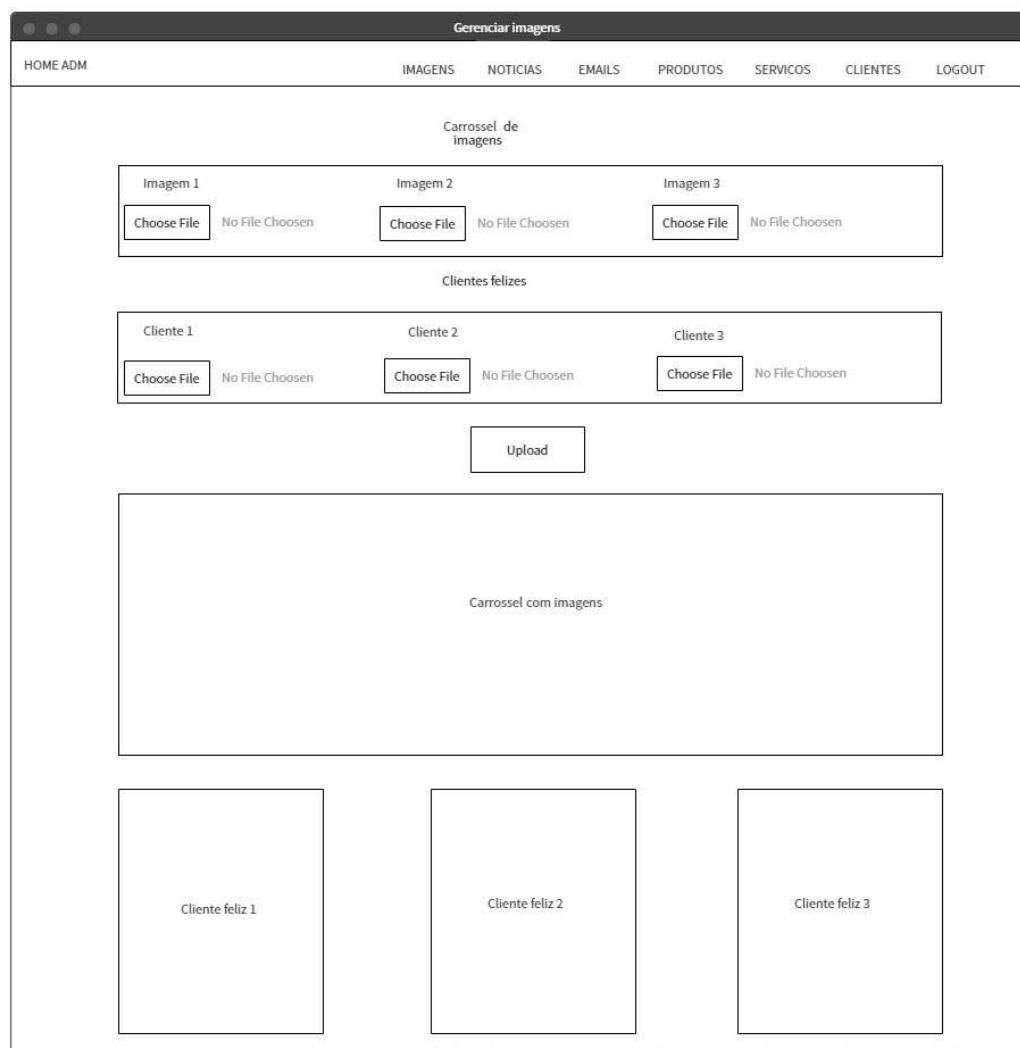 Gerenciar imagens
HOME ADM
IMAGENS NOTICIAS EMAILS PRODUTOS SERVICOS CLIENTES LOGOUT
Carrossel de
imagens
Imagem 1 Imagem 2 Imagem 3
Choose File No File Choosen Choose File No File Choosen Choose File No File Choosen
Clientes felizes
Cliente 1 Cliente 2 Cliente 3
Choose File No File Choosen Choose File No File Choosen Choose File No File Choosen
Upload
Carrossel com imagens
Cliente feliz 1 Cliente feliz 2 Cliente feliz 3